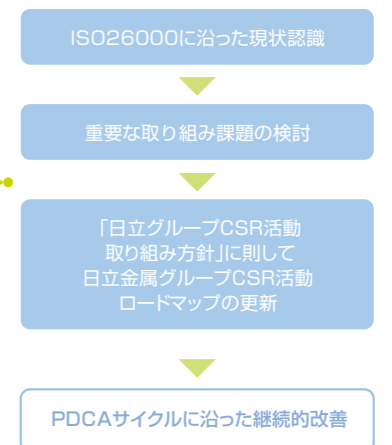 ISO26000に沿った現状認識
重要な取り組み課題の検討
「日立グループCSR活動
取り組み方針」に則して
日立金属グループCSR活動
ロードマップの更新
PDCAサイクルに沿った継続的改善